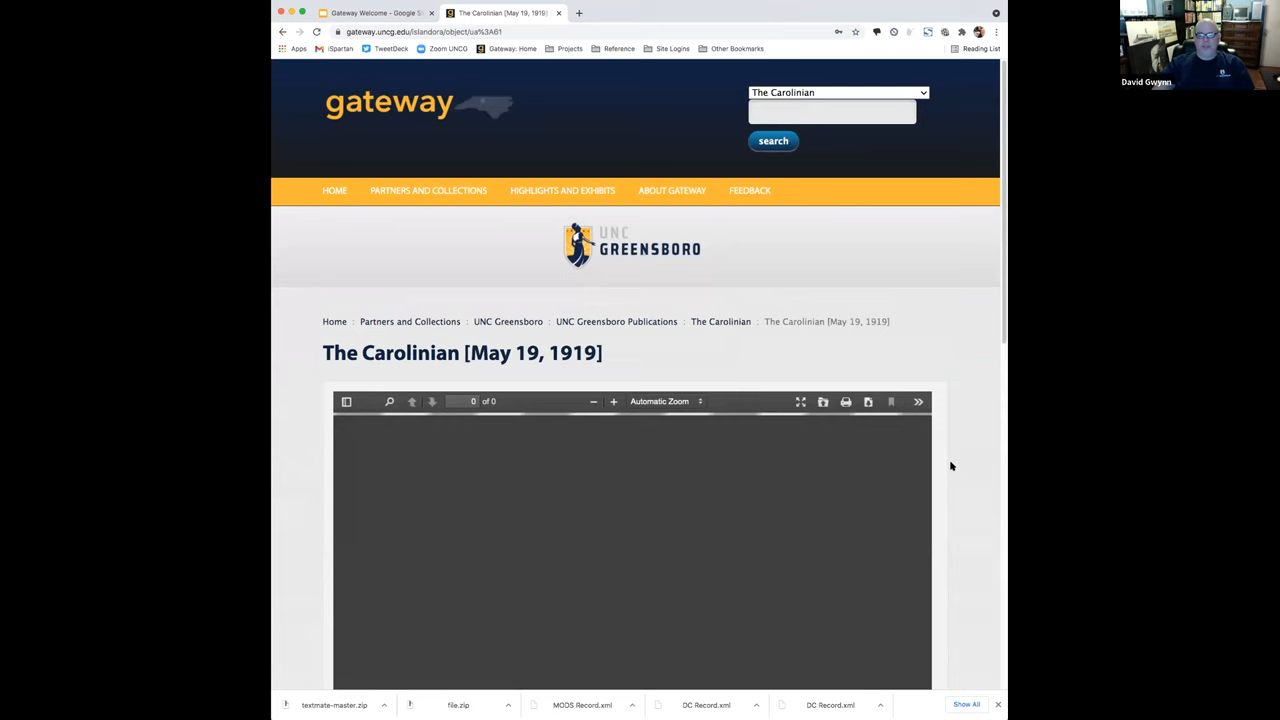 Gateway Welcome - Google S
The Carolinian [May 19, 1919]
gateway.uncg.edu/islandora/object/ua%3A61
Apps
iSpartan
TweetDeck
Zoom UNCG
Gateway: Home
Projects
Reference
Site Logins
Other Bookmarks
Reading List
David Gwynn
gateway
The Carolinian
search
HOME
PARTNERS AND COLLECTIONS
HIGHLIGHTS AND EXHIBITS
ABOUT GATEWAY
FEEDBACK
UNC
GREENSBORO
Home : Partners and Collections : UNC Greensboro : UNC Greensboro Publications : The Carolinian : The Carolinian [May 19, 1919]
The Carolinian [May 19, 1919]
0 of 0
Automatic Zoom
textmate-master.zip
file.zip
MODS Record.xml
DC Record.xml
DC Record.xml
Show All